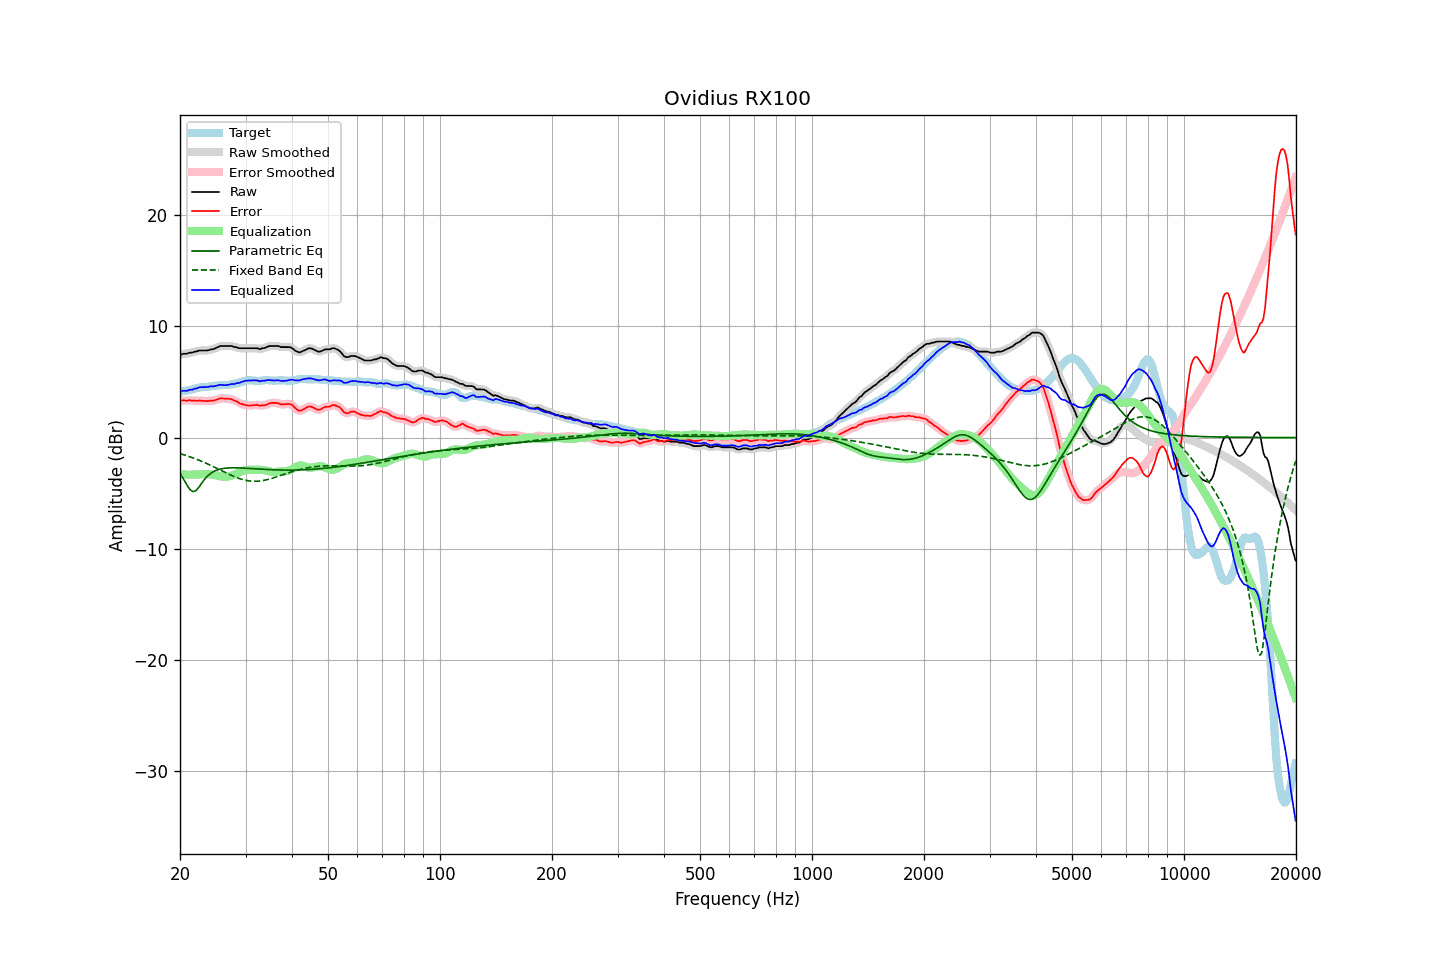 Ovidius RX100
Target
Raw Smoothed
Error Smoothed
Raw
Error
Equalization
Parametric Eq
Fixed Band Eq
Equalized
20
10
0
−10
−20
−30
Amplitude (dBr)
20
50
100
200
500
1000
2000
5000
10000
20000
Frequency (Hz)